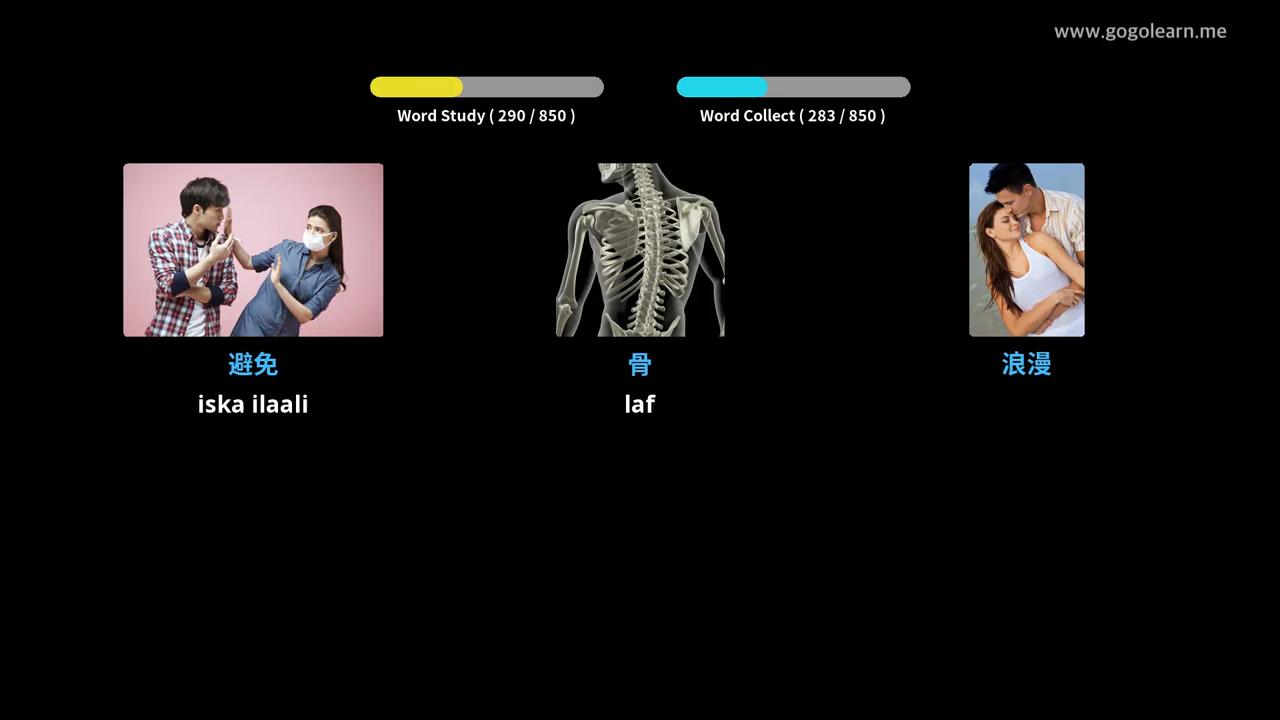 www.gogolearn.me
Word Study ( 290 / 850 )
Word Collect ( 283 / 850 )
避免
骨
浪漫
iska ilaali
laf